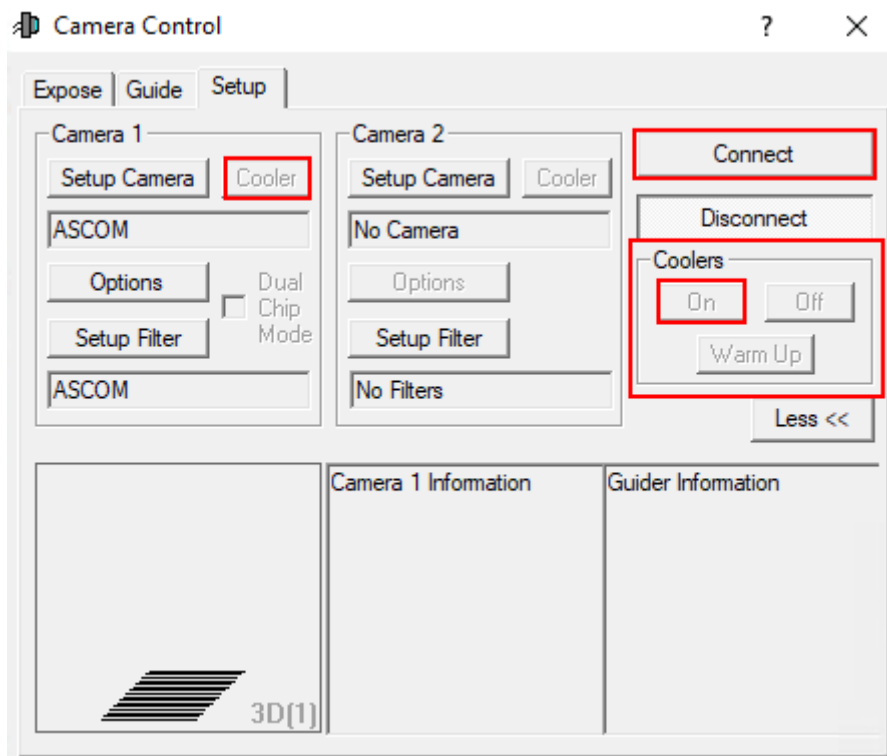 Camera Control ?
Expose Guide Setup
Camera 1
Setup Camera Cooler
ASCOM
Options
Dual Chip Mode
Setup Filter
ASCOM
Camera 2
Setup Camera Cooler
No Camera
Options
Setup Filter
No Filters
Connect
Disconnect
Coolers
On Off
Warm Up
Less <<
3D(1)
Camera 1 Information
Guider Information